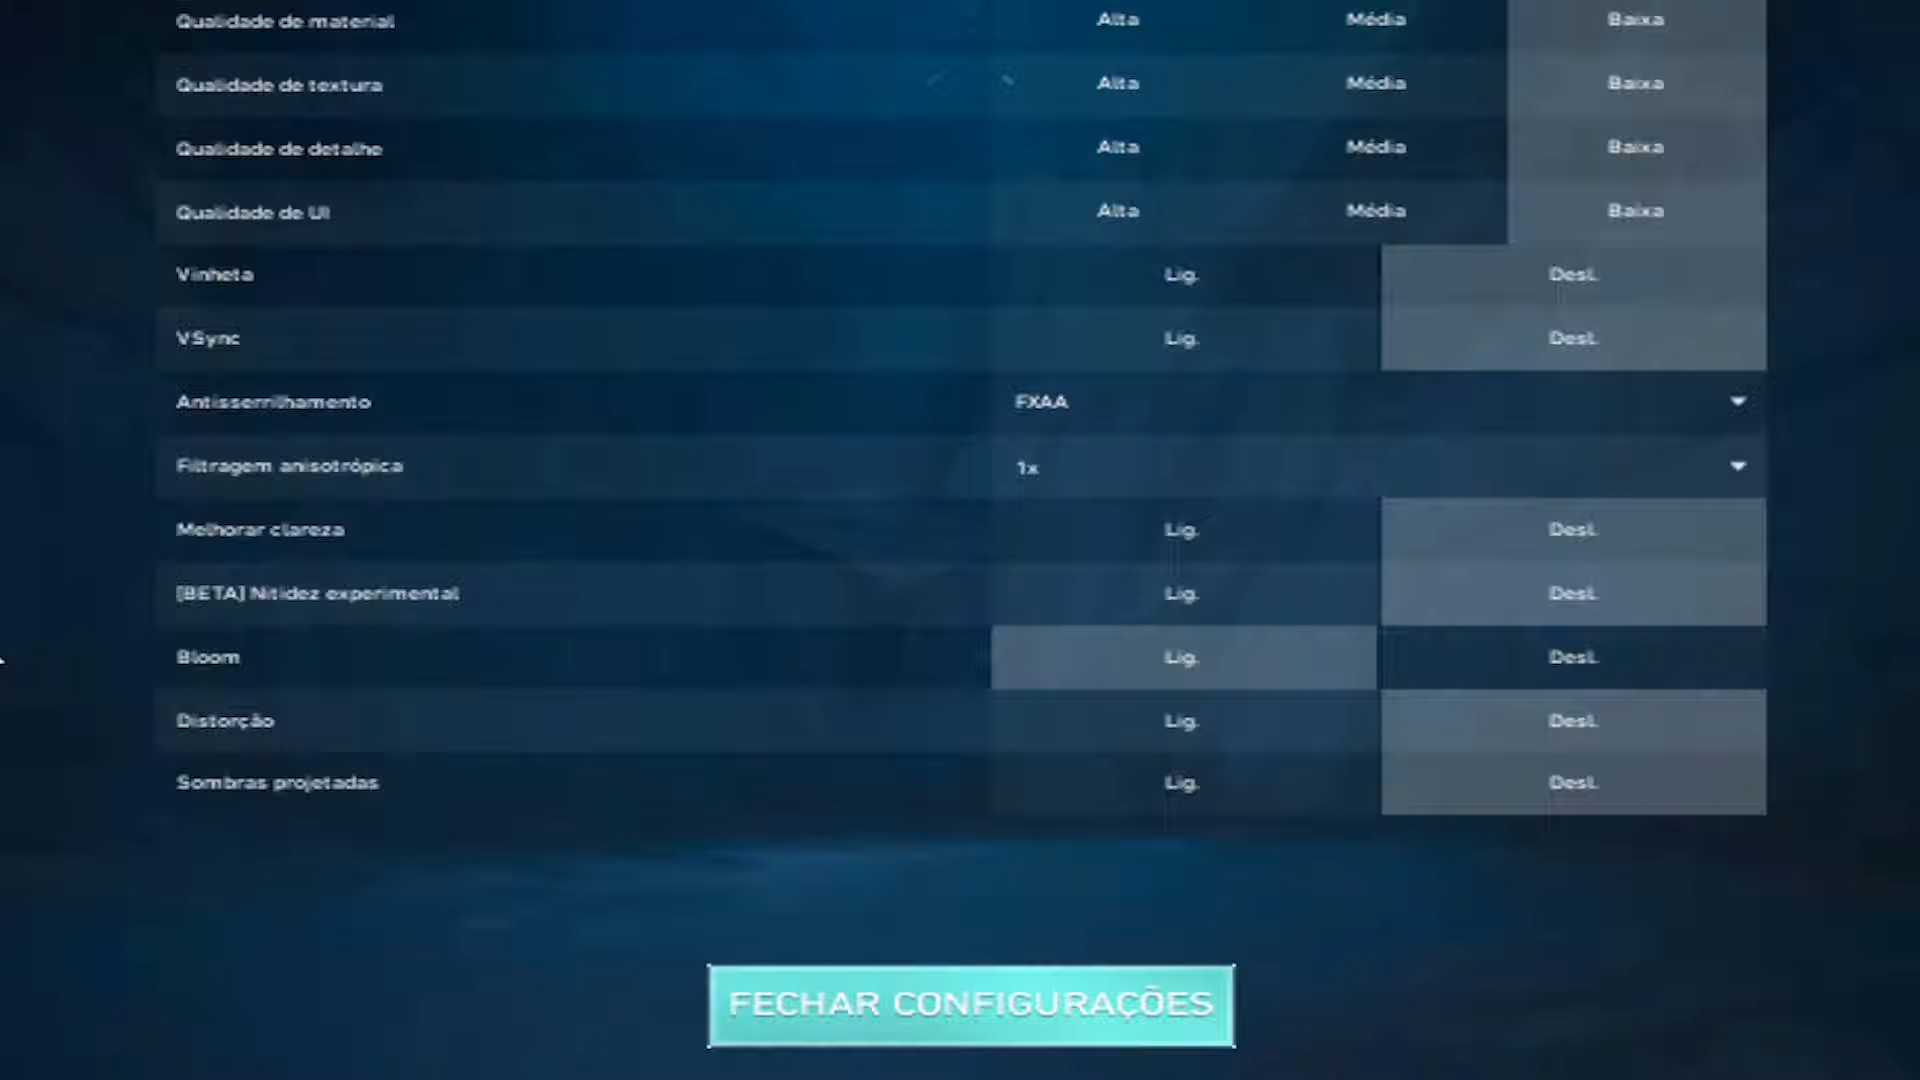 Qualidade de material Alta Média Baixa
Qualidade de textura Alta Média Baixa
Qualidade de detalhe Alta Média Baixa
Qualidade de UI Alta Média Baixa
Vinheta Lig. Desl.
VSync Lig. Desl.
Antisserrilhamento FXAA
Filtragem anisotrópica 1x
Melhorar clareza Lig. Desl.
[BETA] Nitidez experimental Lig. Desl.
Bloom Lig. Desl.
Distorção Lig. Desl.
Sombras projetadas Lig. Desl.
FECHAR CONFIGURAÇÕES